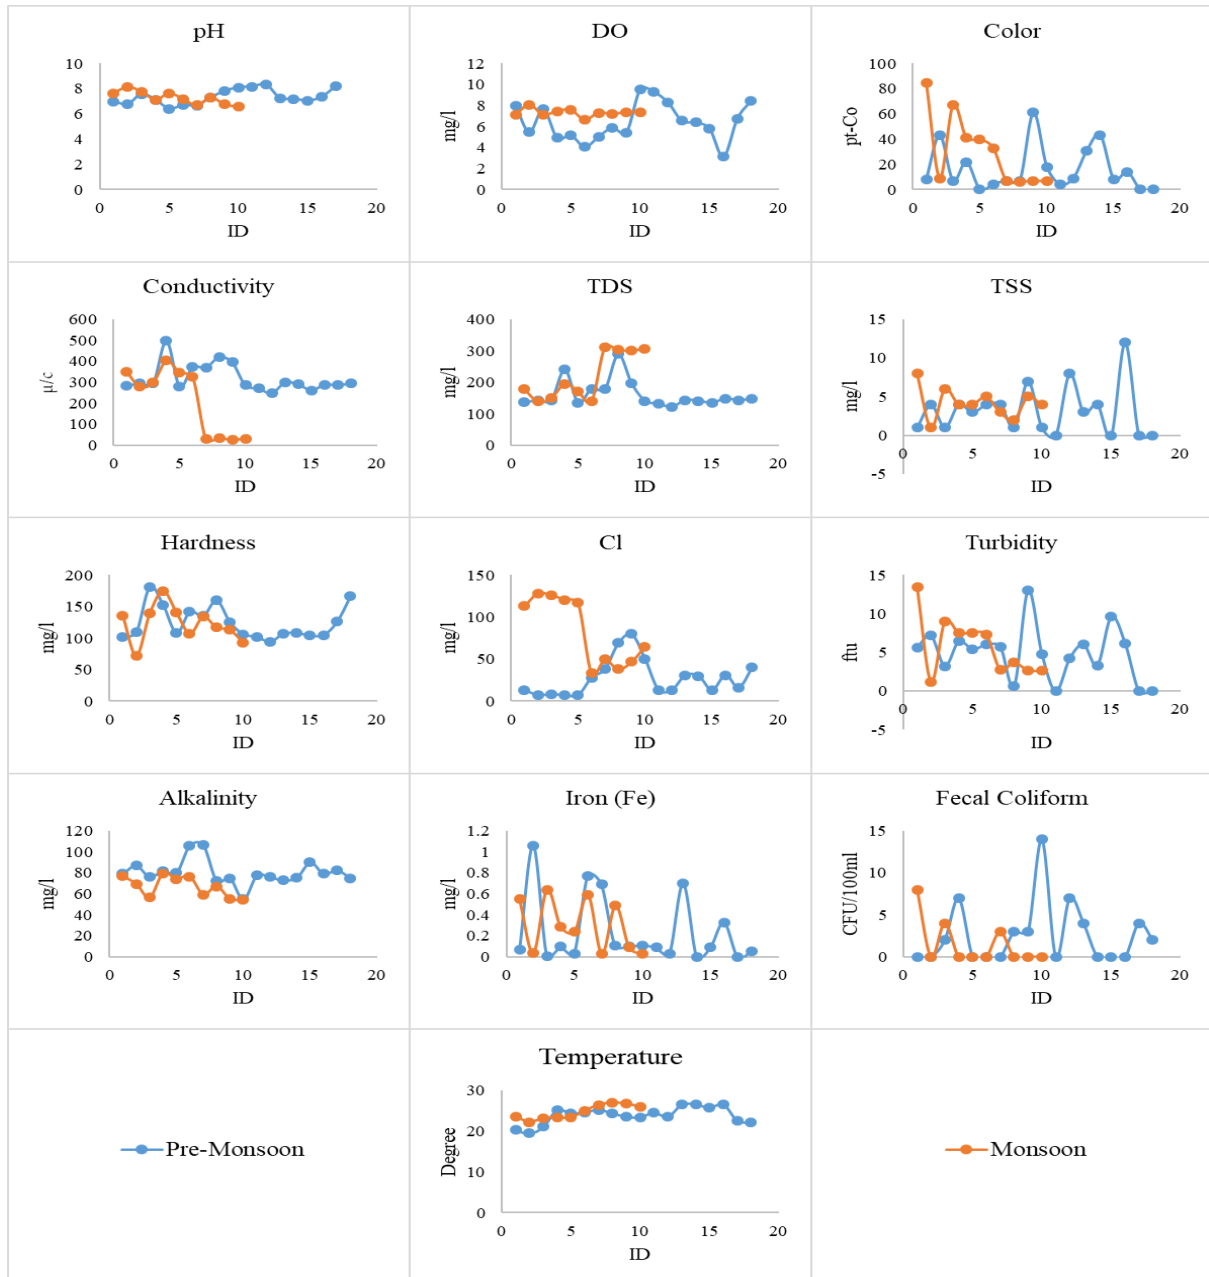 pH
10
8
6
4
2
0
0 5 10 15 20
ID
DO
12
10
8
6
4
2
0
mg/l
0 5 10 15 20
ID
Color
100
80
60
40
20
0
pt-Co
0 5 10 15 20
ID
Conductivity
600
500
400
300
200
100
0
μ/c
0 5 10 15 20
ID
TDS
400
300
200
100
0
mg/l
0 5 10 15 20
ID
TSS
15
10
5
0
-5
mg/l
0 5 10 15 20
ID
Hardness
200
150
100
50
0
mg/l
0 5 10 15 20
ID
Cl
150
100
50
0
mg/l
0 5 10 15 20
ID
Turbidity
15
10
5
0
-5
ftu
0 5 10 15 20
ID
Alkalinity
120
100
80
60
40
20
0
mg/l
0 5 10 15 20
ID
Iron (Fe)
1.2
1
0.8
0.6
0.4
0.2
0
mg/l
0 5 10 15 20
ID
Fecal Coliform
15
10
5
0
CFU/100ml
0 5 10 15 20
ID
Pre-Monsoon
Temperature
30
20
10
0
Degree
0 5 10 15 20
ID
Monsoon